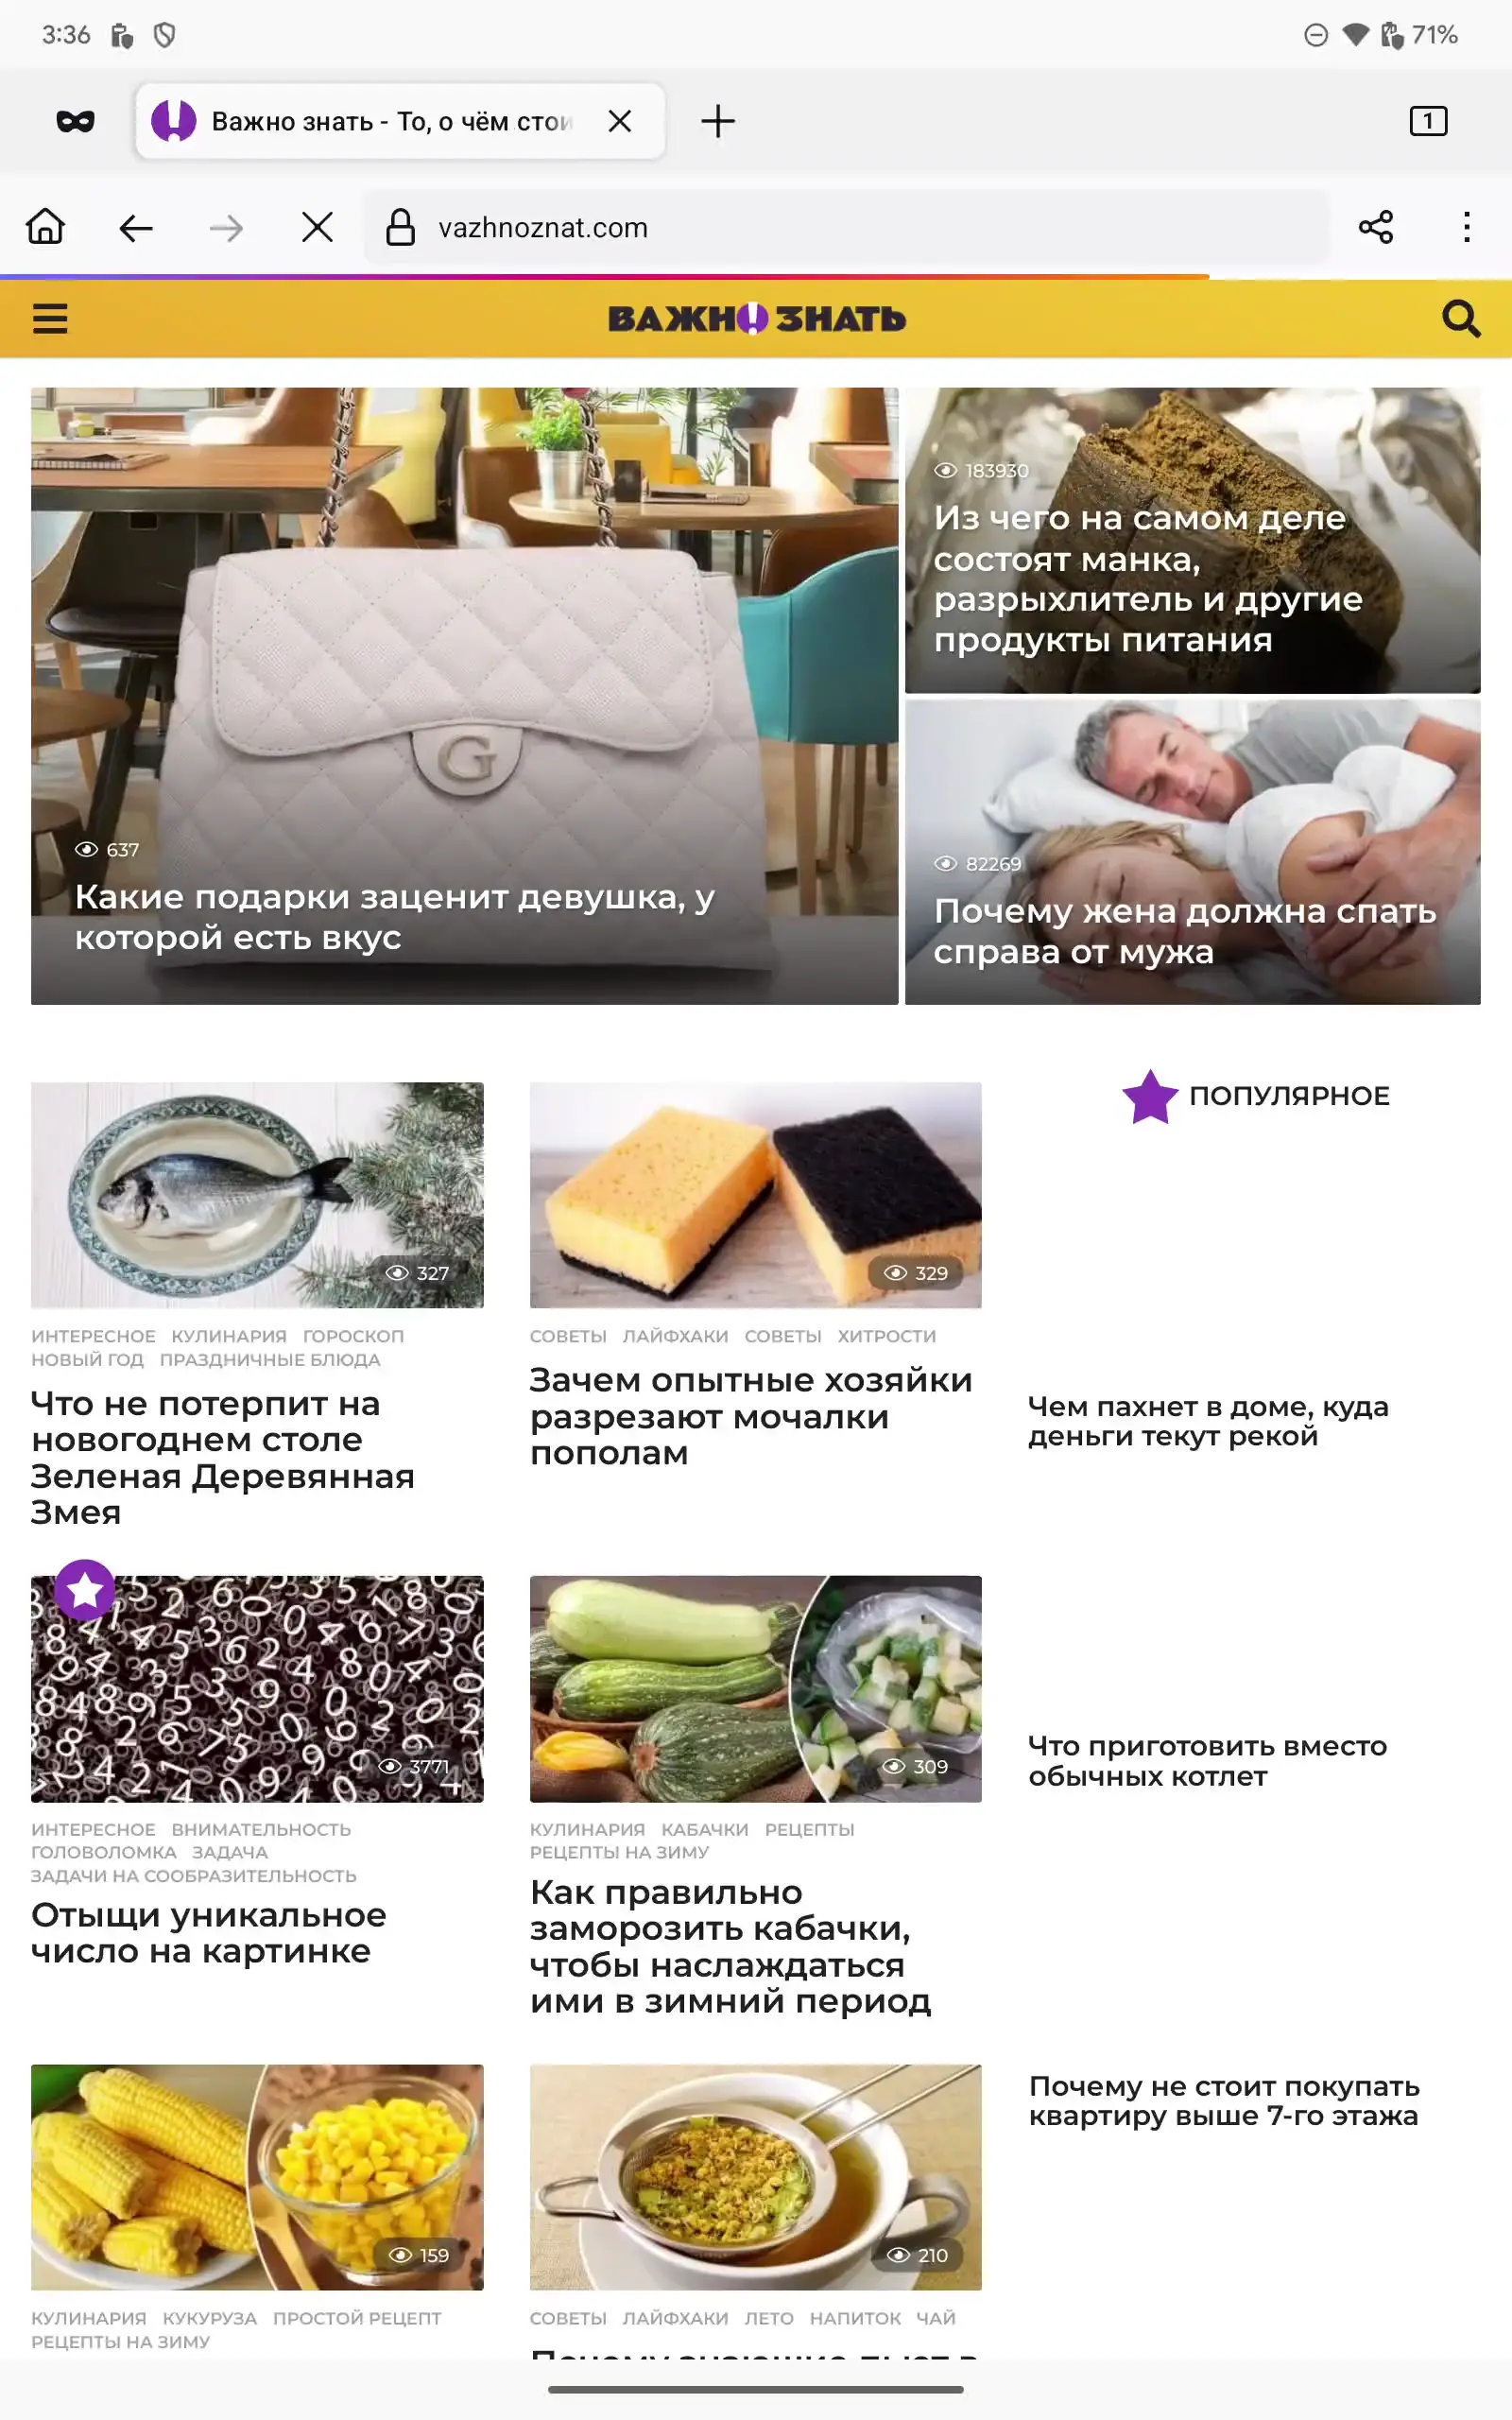 3:36
71%
Важно знать - То, о чём стои
1
vazhnoznat.com
ВАЖНО ЗНАТЬ
183930
Из чего на самом деле
состоят манка,
разрыхлитель и другие
продукты питания
G
637
Какие подарки заценит девушка, у
которой есть вкус
82269
Почему жена должна спать
справа от мужа
327
ИНТЕРЕСНОЕ КУЛИНАРИЯ ГОРОСКОП
НОВЫЙ ГОД ПРАЗДНИЧНЫЕ БЛЮДА
Что не потерпит на
новогоднем столе
Зеленая Деревянная
Змея
329
СОВЕТЫ ЛАЙФХАКИ СОВЕТЫ ХИТРОСТИ
Зачем опытные хозяйки
разрезают мочалки
пополам
ПОПУЛЯРНОЕ
Чем пахнет в доме, куда
деньги текут рекой
3771
ИНТЕРЕСНОЕ ВНИМАТЕЛЬНОСТЬ
ГОЛОВОЛОМКА ЗАДАЧА
ЗАДАЧИ НА СООБРАЗИТЕЛЬНОСТЬ
Отыщи уникальное
число на картинке
309
КУЛИНАРИЯ КАБАЧКИ РЕЦЕПТЫ
РЕЦЕПТЫ НА ЗИМУ
Как правильно
заморозить кабачки,
чтобы наслаждаться
ими в зимний период
Что приготовить вместо
обычных котлет
Почему не стоит покупать
квартиру выше 7-го этажа
159
КУЛИНАРИЯ КУКУРУЗА ПРОСТОЙ РЕЦЕПТ
РЕЦЕПТЫ НА ЗИМУ
210
СОВЕТЫ ЛАЙФХАКИ ЛЕТО НАПИТОК ЧАЙ